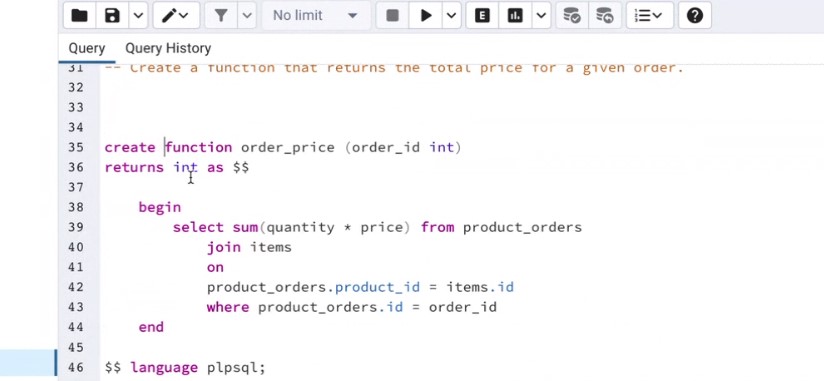 No limit
E
Query Query History
31 -- Create a function that returns the total price for a given order.
32
33
34
35 create function order_price (order_id int)
36 returns int as $$
37
38 begin
39 select sum(quantity * price) from product_orders
40 join items
41 on
42 product_orders.product_id = items.id
43 where product_orders.id = order_id
44 end
45
46 $$ language plpsql;